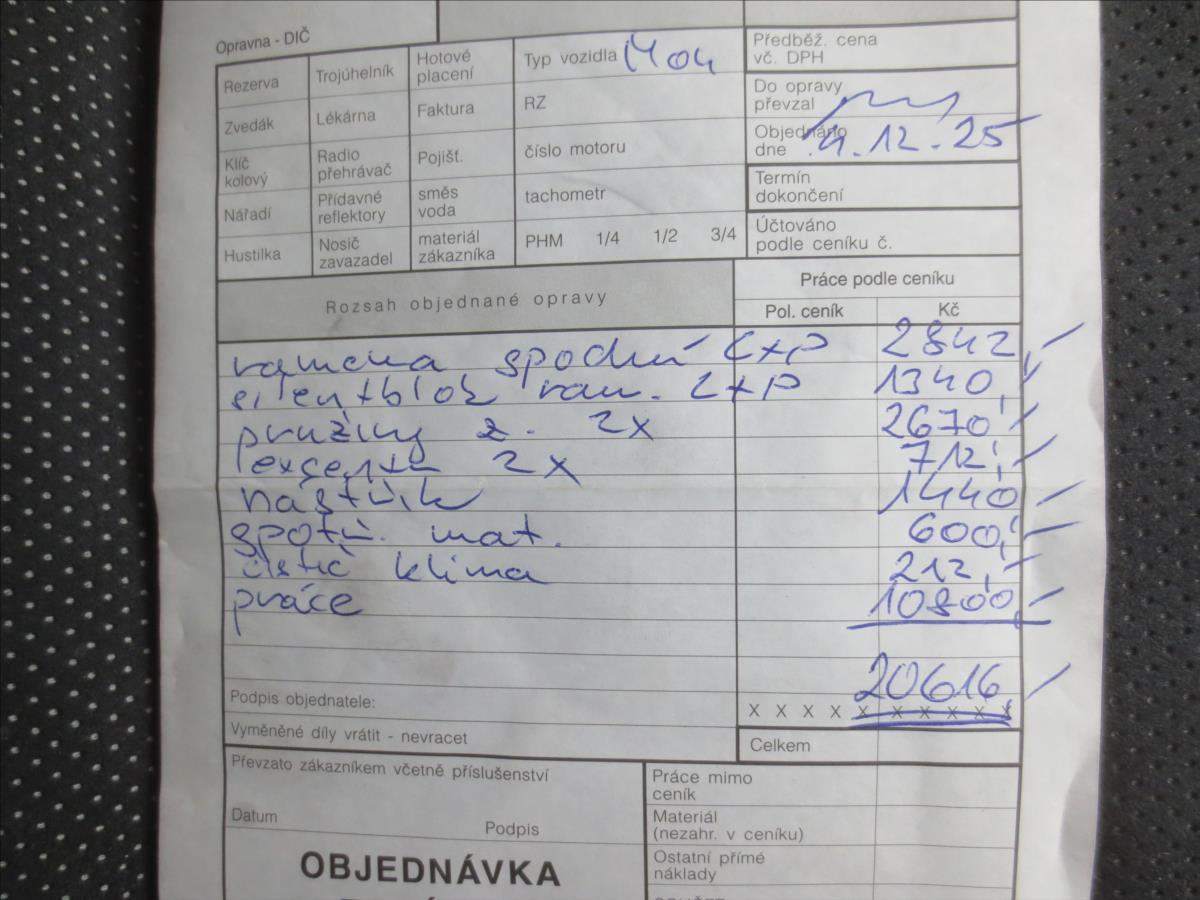 Opravna - DIČ
Rezerva Trojúhelník Hotové placení Typ vozidla Předběž. cena vč. DPH
Zvedák Lékárna Faktura RZ Do opravy převzal
Klíč kolový Radio přehrávač Pojišť. číslo motoru Objednáno dne 4.12.25
Nářadí Přídavné reflektory směs voda tachometr Termín dokončení
Hustilka Nosič zavazadel materiál zákazníka PHM 1/4 1/2 3/4 Účtováno podle ceníku č.
Rozsah objednané opravy Práce podle ceníku
Pol. ceník Kč
ramena spodní L+P 2842,-
silentblok ram. L+P 1340,-
pružiny z. 2x 2670,-
excentr 2x 712,-
nástřik 1440,-
spotř. mat. 600,-
čistič klima 212,-
práce 10800,-
20616,-
Podpis objednatele: X X X X X X X X X X
Vyměněné díly vrátit - nevracet Celkem
Převzato zákazníkem včetně příslušenství Práce mimo ceník
Datum Podpis Materiál (nezahr. v ceníku)
OBJEDNÁVKA Ostatní přímé náklady